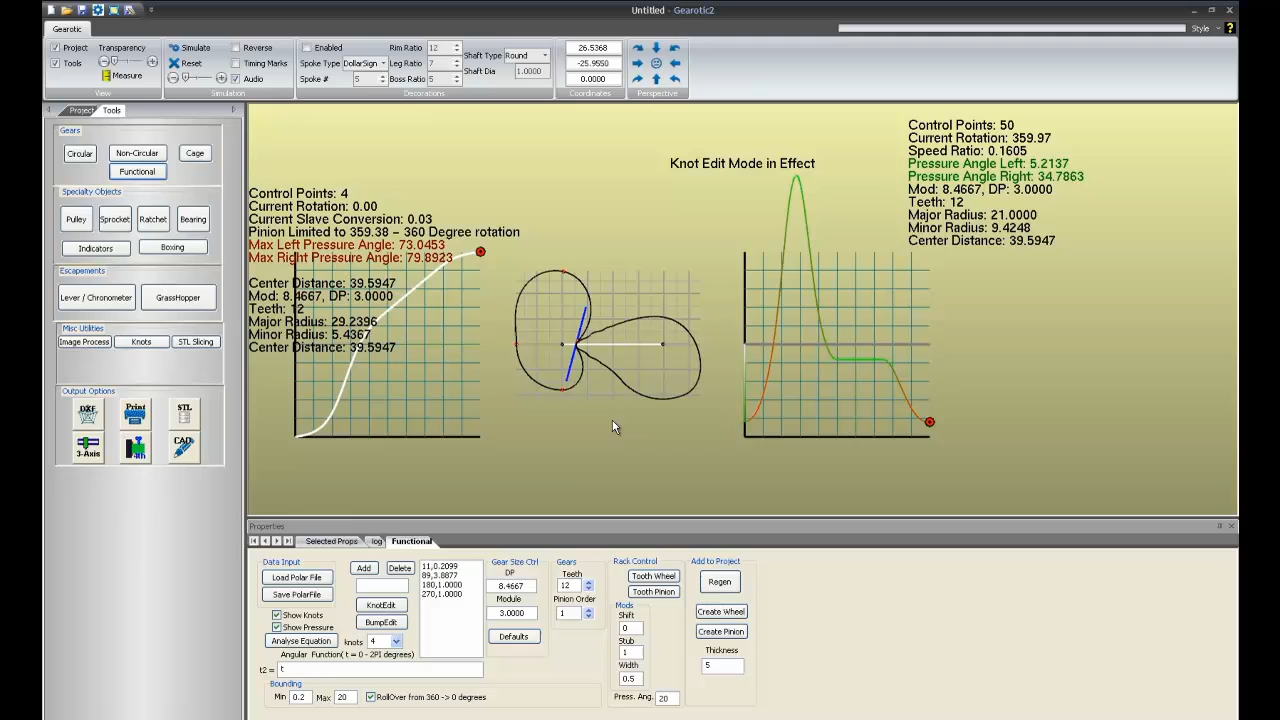 Untitled - Gearotic2
Gearotic
Style
Project
Transparency
Tools
Measure
View
Simulate
Reverse
Reset
Timing Marks
Audio
Simulation
Enabled
Rim Ratio 12
Spoke Type DollarSign
Leg Ratio 7
Spoke # 5
Boss Ratio 5
Shaft Type Round
Shaft Dia 1.0000
Decorations
26.5368
-25.9550
0.0000
Coordinates
Perspective
Project Tools
Gears
Circular
Non-Circular
Cage
Functional
Specialty Objects
Pulley
Sprocket
Ratchet
Bearing
Indicators
Boxing
Escapements
Lever / Chronometer
GrassHopper
Misc Utilities
Image Process
Knots
STL Slicing
Output Options
DXF
Print
STL
3-Axis
4th
CAD
Control Points: 4
Current Rotation: 0.00
Current Slave Conversion: 0.03
Pinion Limited to 359.38 - 360 Degree rotation
Max Left Pressure Angle: 73.0453
Max Right Pressure Angle: 79.8923
Center Distance: 39.5947
Mod: 8.4667, DP: 3.0000
Teeth: 12
Major Radius: 29.2396
Minor Radius: 5.4367
Center Distance: 39.5947
Knot Edit Mode in Effect
Control Points: 50
Current Rotation: 359.97
Speed Ratio: 0.1605
Pressure Angle Left: 5.2137
Pressure Angle Right: 34.7863
Mod: 8.4667, DP: 3.0000
Teeth: 12
Major Radius: 21.0000
Minor Radius: 9.4248
Center Distance: 39.5947
Properties
Selected Props
log
Functional
Data Input
Load Polar File
Save PolarFile
Show Knots
Show Pressure
Analyse Equation
Add
Delete
KnotEdit
BumpEdit
knots 4
11,0.2099
89,3.8877
180,1.0000
270,1.0000
Angular Function( t = 0 - 2PI degrees)
t2 = t
Bounding
Min 0.2 Max 20 RollOver from 360 -> 0 degrees
Gear Size Ctrl
DP
8.4667
Module
3.0000
Defaults
Gears
Teeth
12
Pinion Order
1
Rack Control
Tooth Wheel
Tooth Pinion
Mods
Shift
0
Stub
1
Width
0.5
Press. Ang. 20
Add to Project
Regen
Create Wheel
Create Pinion
Thickness
5